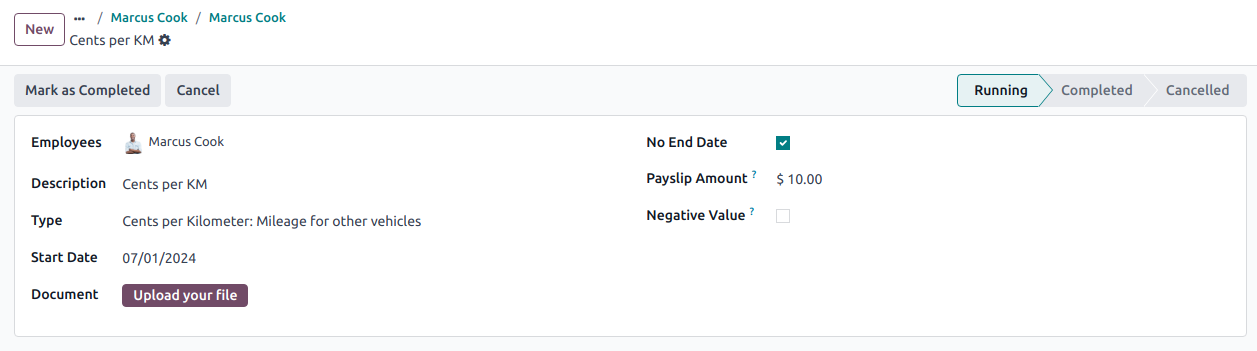 New
... / Marcus Cook / Marcus Cook
Cents per KM
Mark as Completed Cancel
Running Completed Cancelled
Employees Marcus Cook
Description Cents per KM
Type Cents per Kilometer: Mileage for other vehicles
Start Date 07/01/2024
Document Upload your file
No End Date
Payslip Amount ? $ 10.00
Negative Value ?